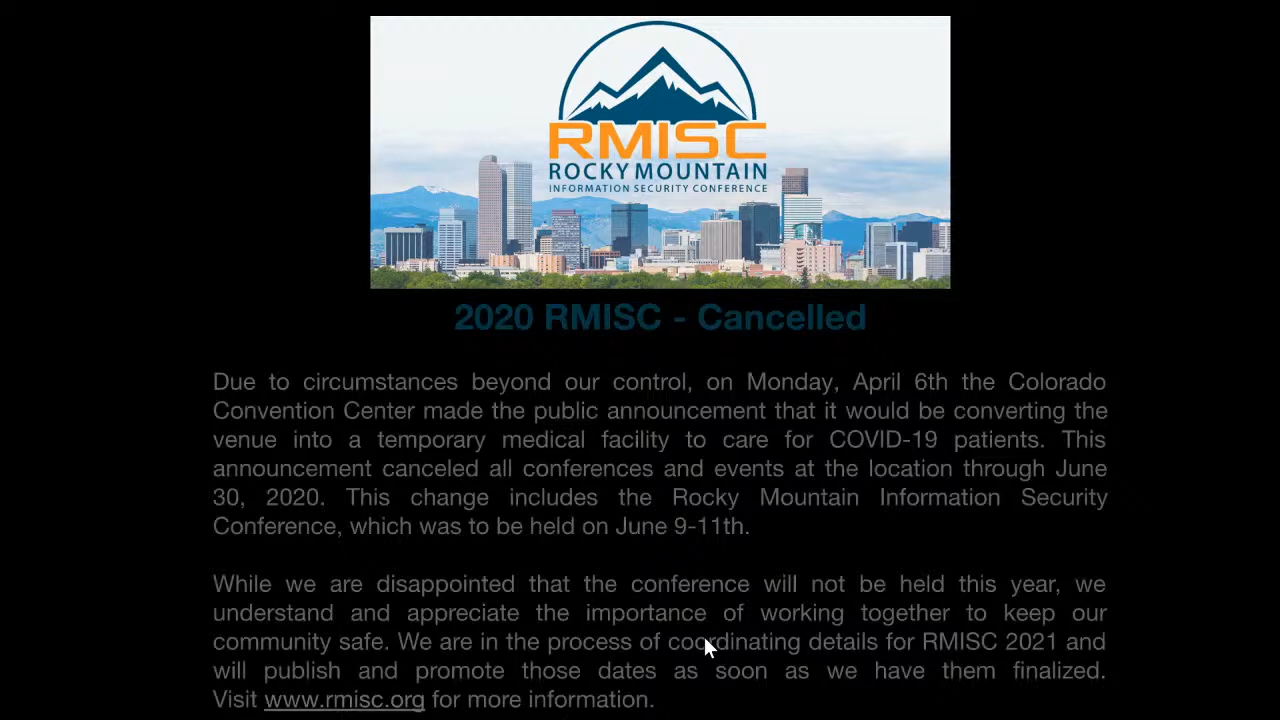 RMISC
ROCKY MOUNTAIN
INFORMATION SECURITY CONFERENCE
2020 RMISC - Cancelled
Due to circumstances beyond our control, on Monday, April 6th the Colorado
Convention Center made the public announcement that it would be converting the
venue into a temporary medical facility to care for COVID-19 patients. This
announcement canceled all conferences and events at the location through June
30, 2020. This change includes the Rocky Mountain Information Security
Conference, which was to be held on June 9-11th.
While we are disappointed that the conference will not be held this year, we
understand and appreciate the importance of working together to keep our
community safe. We are in the process of coordinating details for RMISC 2021 and
will publish and promote those dates as soon as we have them finalized.
Visit www.rmisc.org for more information.